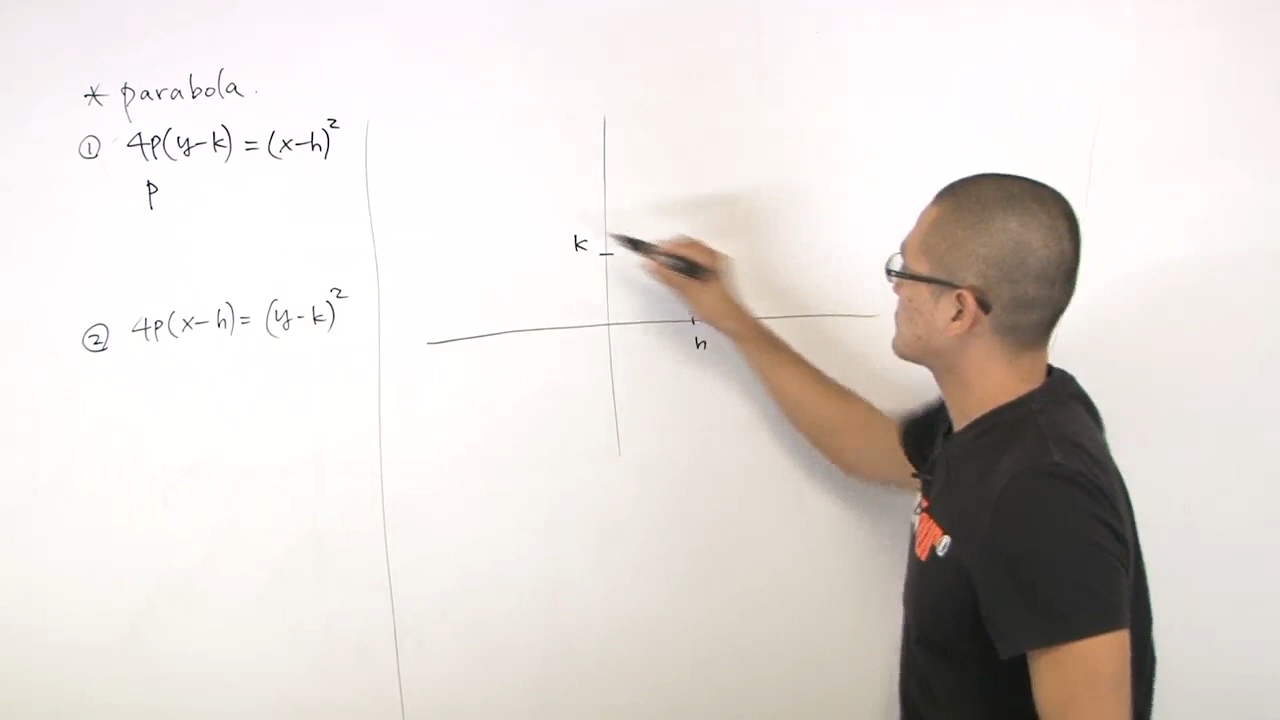 * parabola.
① 4p(y-k) = (x-h)²
p
② 4p(x-h) = (y-k)²
k
h